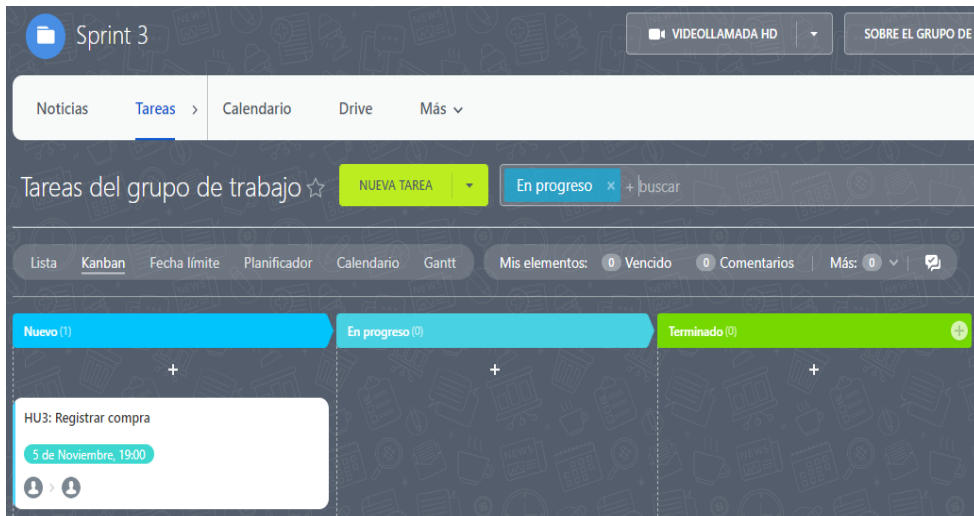 Sprint 3
VIDEOLLAMADA HD
SOBRE EL GRUPO DE
Noticias Tareas Calendario Drive Más
Tareas del grupo de trabajo
NUEVA TAREA
En progreso × + buscar
Lista Kanban Fecha límite Planificador Calendario Gantt Mis elementos: 0 Vencido 0 Comentarios Más: 0
Nuevo (1)
En progreso (0)
Terminado (0)
+ + +
HU3: Registrar compra
5 de Noviembre, 19:00